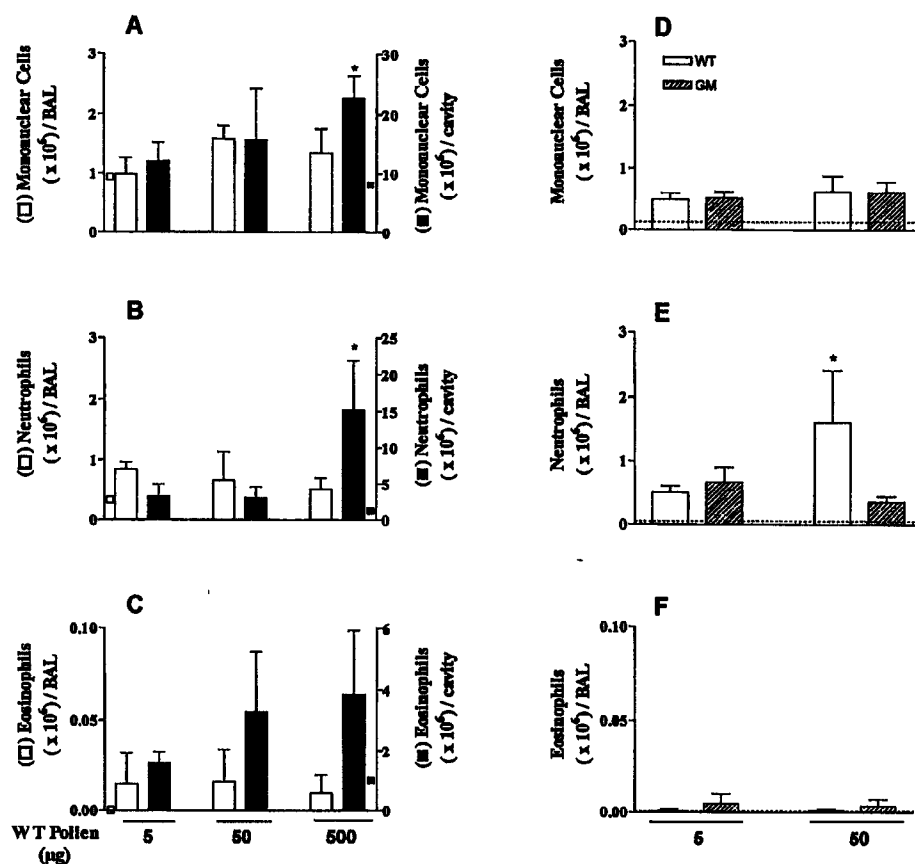 A
(□) Mononuclear Cells
( x 10⁶) / BAL
3
2
1
0
30
20
10
0
(■) Mononuclear Cells
(x 10⁶) / cavity
*
D
Mononuclear Cells
( x 10⁶) / BAL
3
2
1
0
WT
GM
B
(□) Neutrophils
( x 10⁶) / BAL
3
2
1
0
25
20
15
10
5
0
(■) Neutrophils
( x 10⁶) / cavity
*
E
Neutrophils
( x 10⁶) / BAL
3
2
1
0
*
C
(□) Eosinophils
( x 10⁶) / BAL
0.10
0.05
0.00
6
4
2
0
(■) Eosinophils
( x 10⁶) / cavity
F
Eosinophils
( x 10⁶) / BAL
0.10
0.05
0.00
WT Pollen
(µg)
5 50 500
5 50